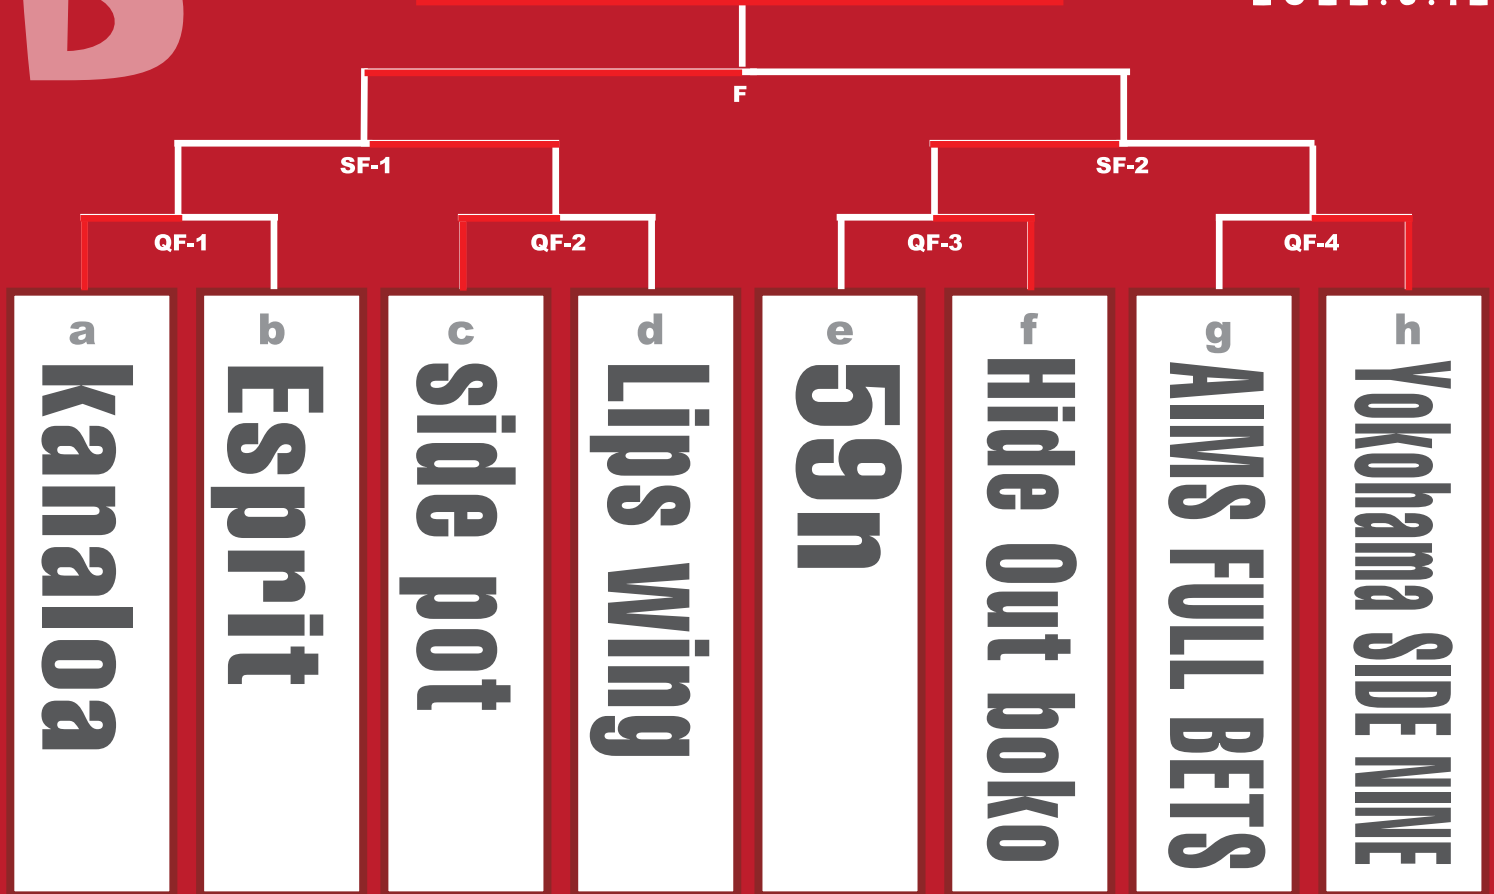 B
F
SF-1
SF-2
QF-1
QF-2
QF-3
QF-4
a
kanaloa
b
Esprit
c
side pot
d
Lips wing
e
59n
f
Hide Out boko
g
AIMS FULL BETS
h
Yokohama SIDE NINE